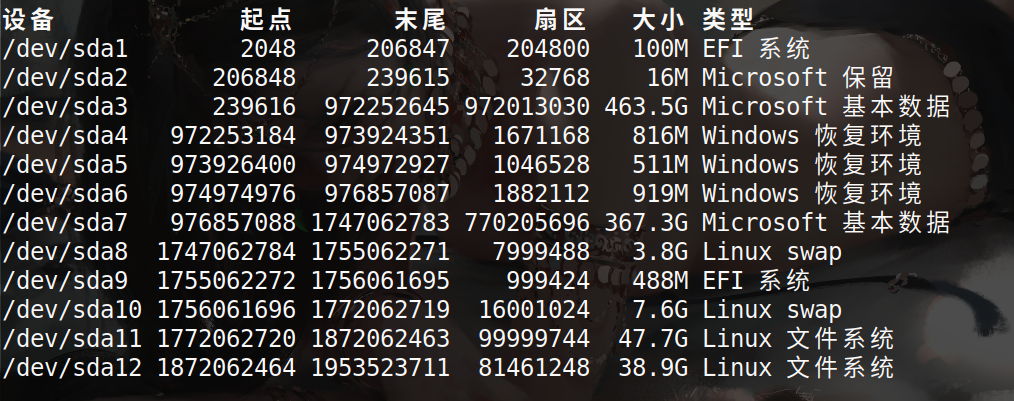 设备 起点 末尾 扇区 大小 类型
/dev/sda1 2048 206847 204800 100M EFI 系统
/dev/sda2 206848 239615 32768 16M Microsoft 保留
/dev/sda3 239616 972252645 972013030 463.5G Microsoft 基本数据
/dev/sda4 972253184 973924351 1671168 816M Windows 恢复环境
/dev/sda5 973926400 974972927 1046528 511M Windows 恢复环境
/dev/sda6 974974976 976857087 1882112 919M Windows 恢复环境
/dev/sda7 976857088 1747062783 770205696 367.3G Microsoft 基本数据
/dev/sda8 1747062784 1755062271 7999488 3.8G Linux swap
/dev/sda9 1755062272 1756061695 999424 488M EFI 系统
/dev/sda10 1756061696 1772062719 16001024 7.6G Linux swap
/dev/sda11 1772062720 1872062463 99999744 47.7G Linux 文件系统
/dev/sda12 1872062464 1953523711 81461248 38.9G Linux 文件系统